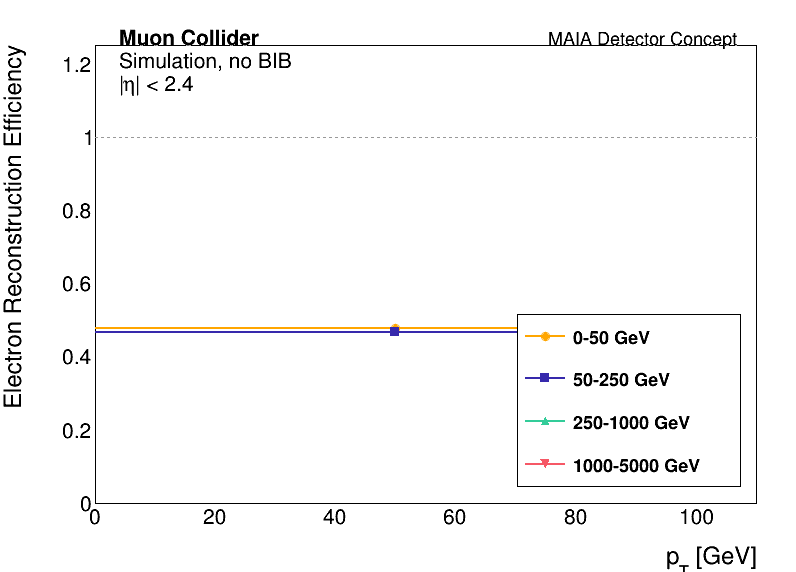 Muon Collider
MAIA Detector Concept
Simulation, no BIB
|η| < 2.4
Electron Reconstruction Efficiency
1.2
1
0.8
0.6
0.4
0.2
0
0-50 GeV
50-250 GeV
250-1000 GeV
1000-5000 GeV
0 20 40 60 80 100
p_T [GeV]